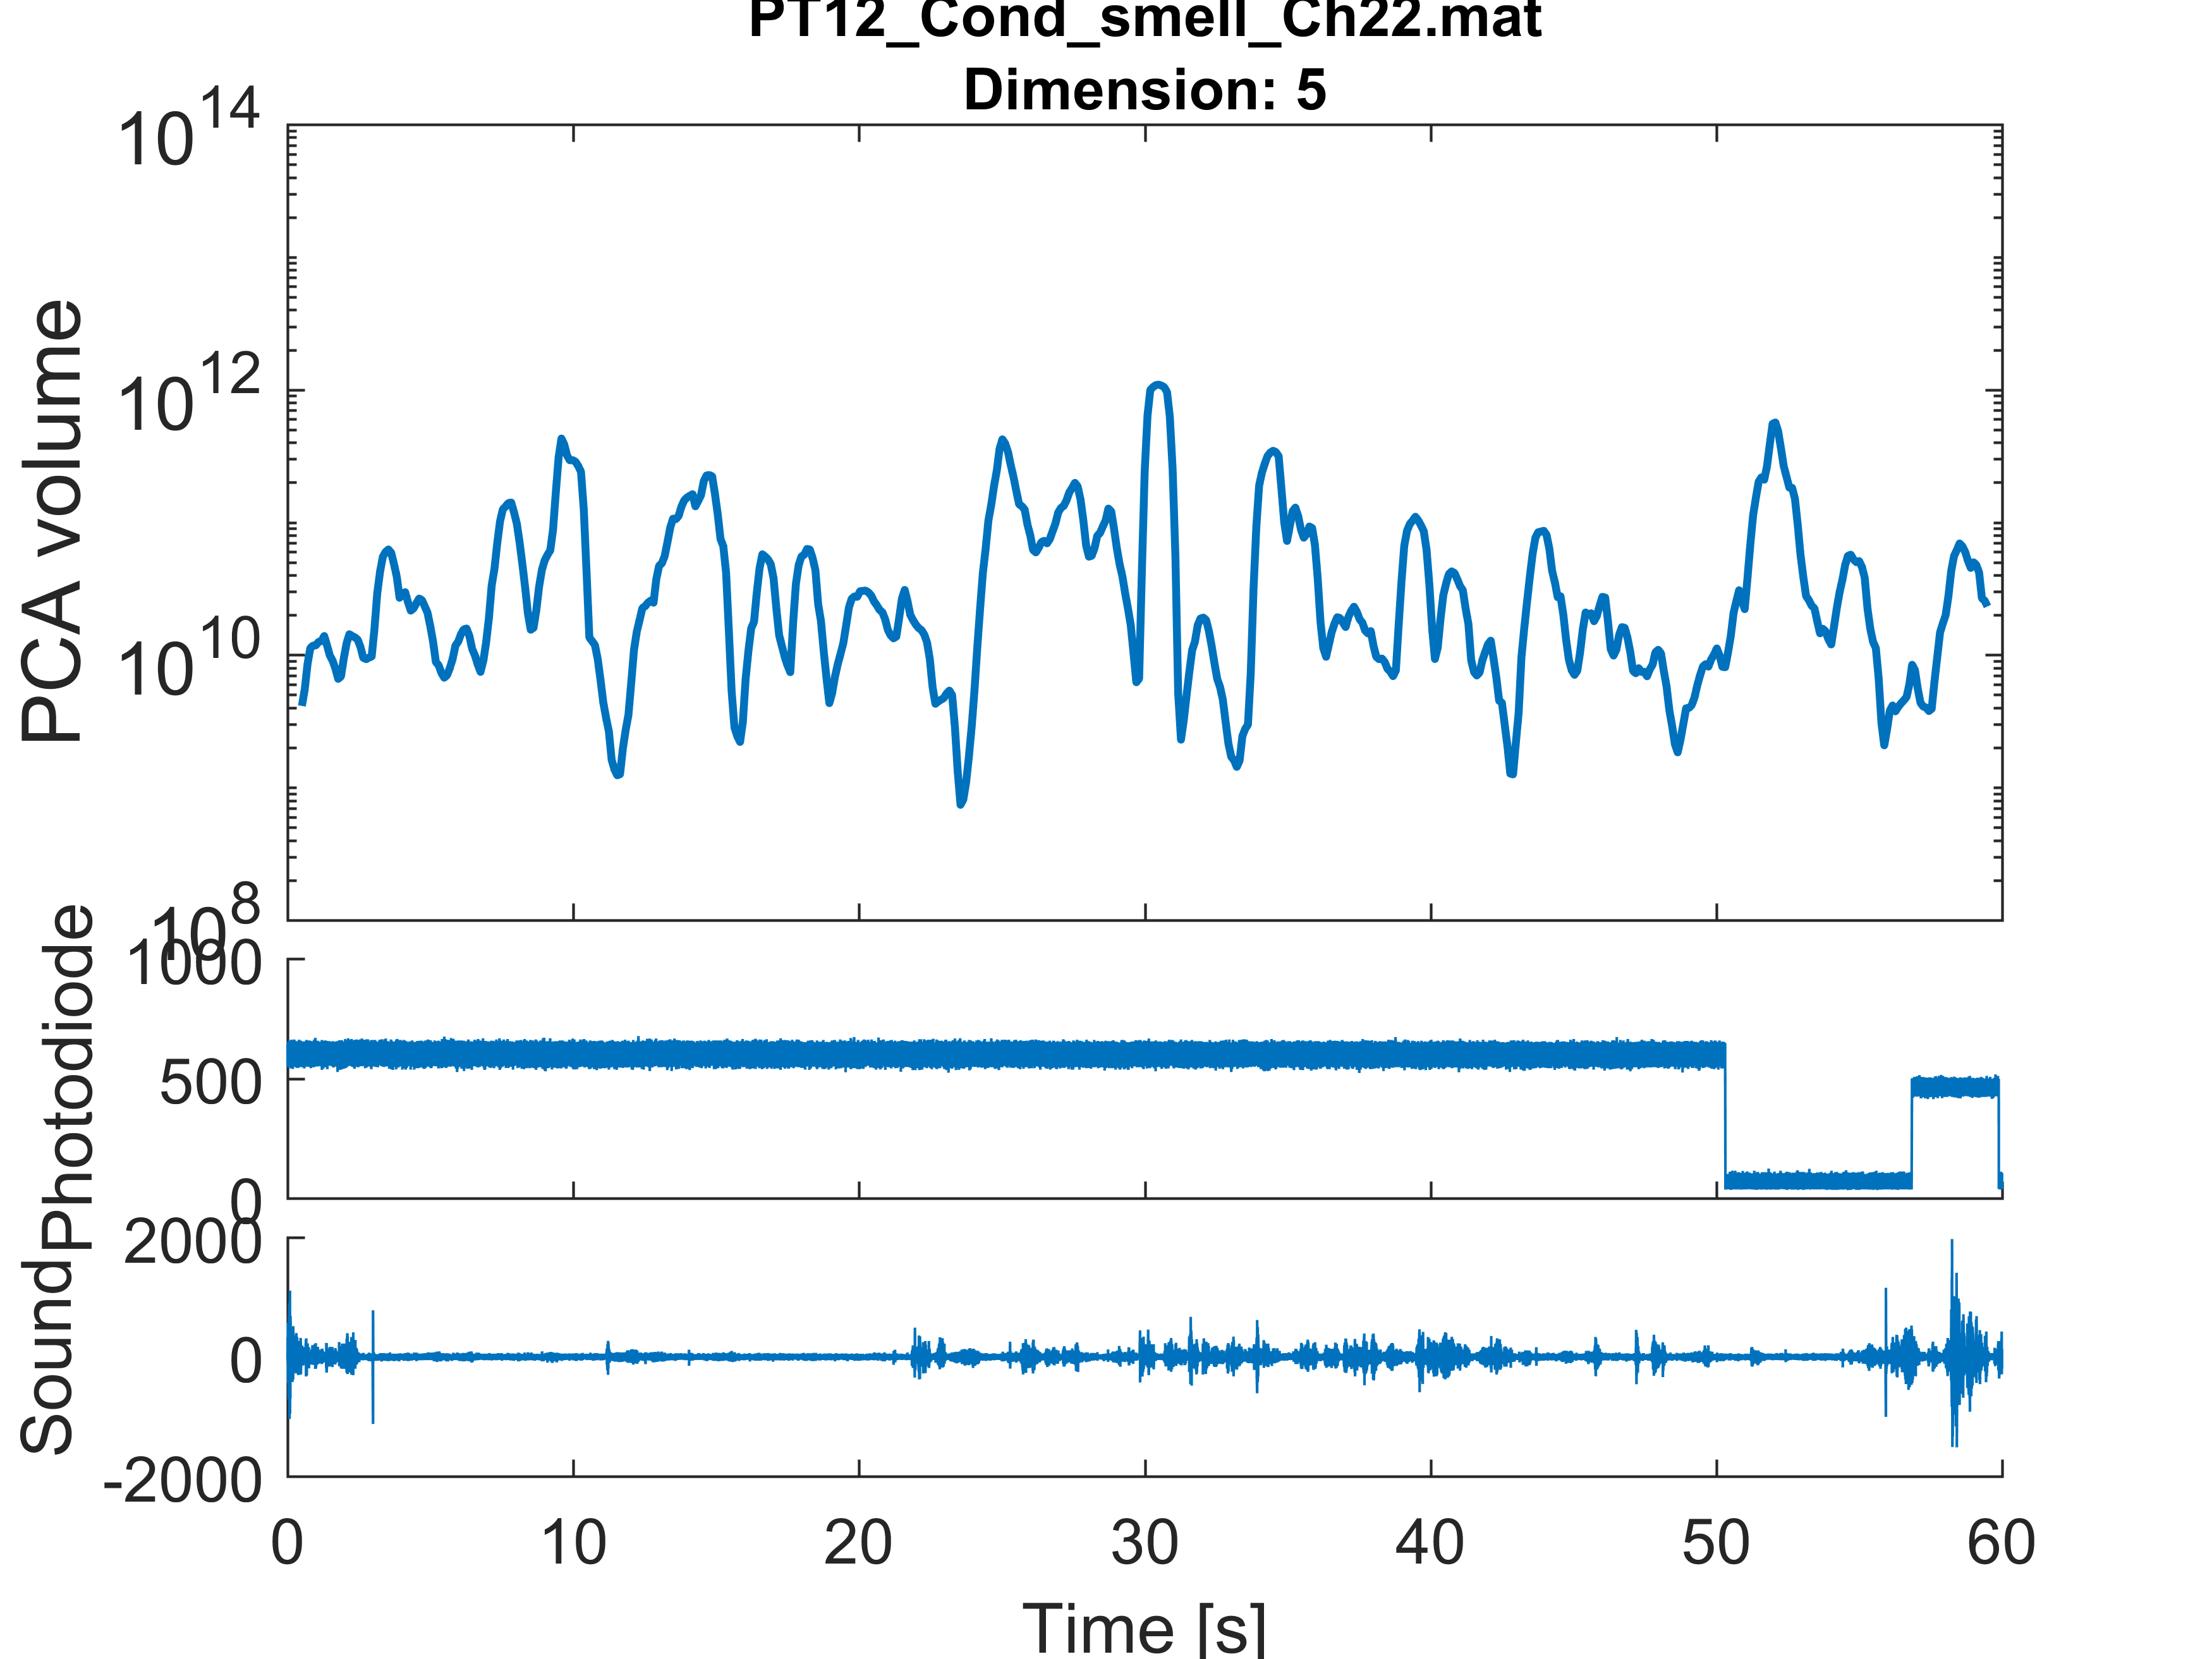 PT12_Cond_smell_Ch22.mat
Dimension: 5
PCA volume
10^14
10^12
10^10
10^8
Photodiode
1000
500
0
Sound
2000
0
-2000
0 10 20 30 40 50 60
Time [s]